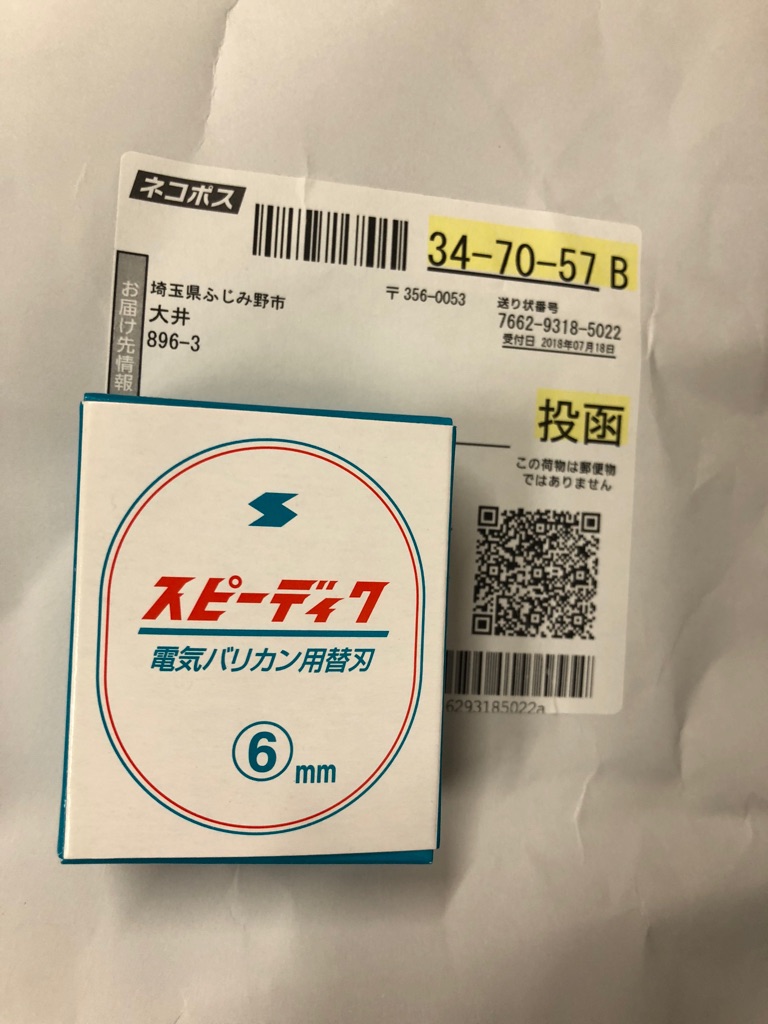 ネコポス
34-70-57 B
お届け先情報
埼玉県ふじみ野市
大井
896-3
〒356-0053
送り状番号
7662-9318-5022
受付日 2018年07月18日
投函
この荷物は郵便物
ではありません
6293185022a
スピーディク
電気バリカン用替刃
⑥mm